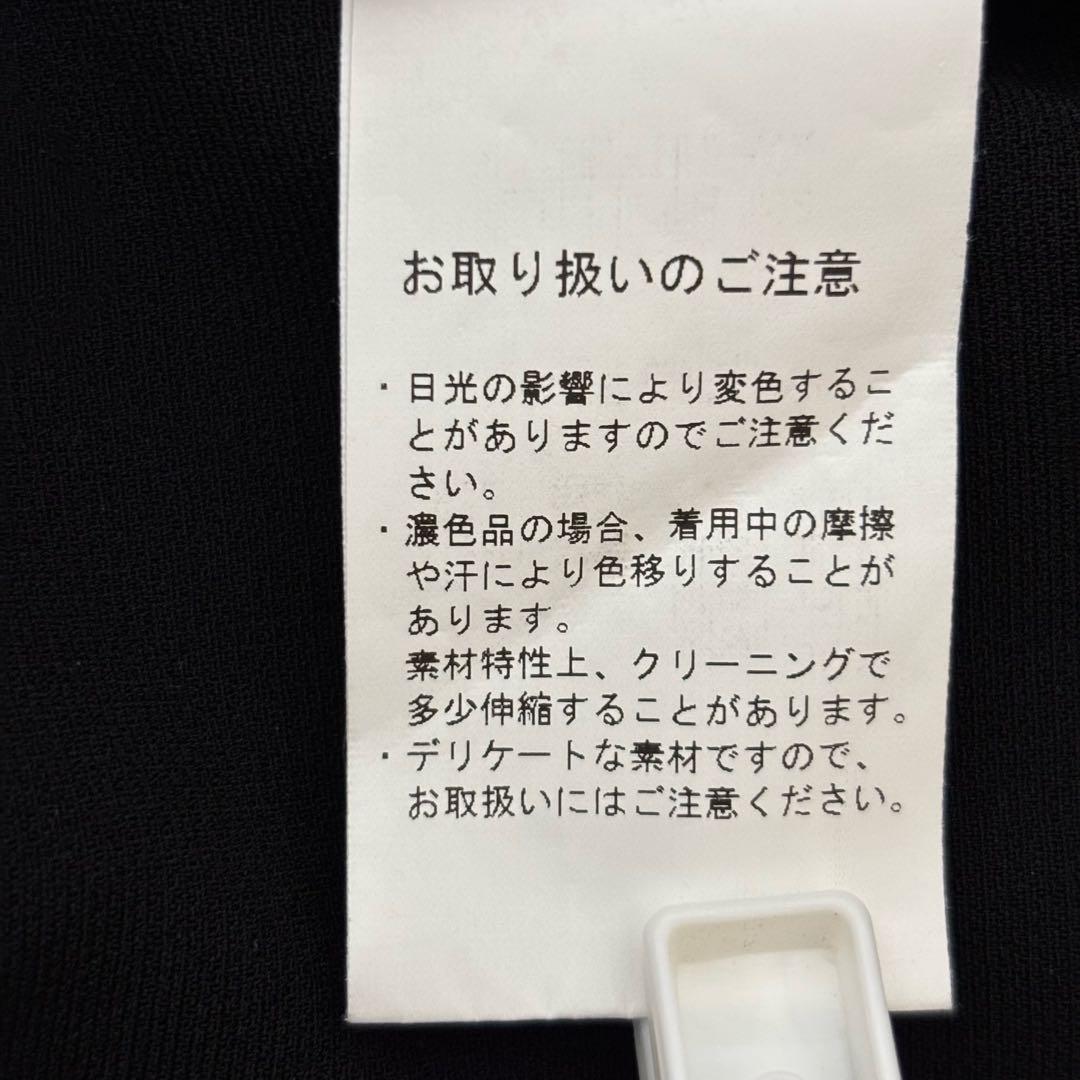 お取り扱いのご注意
・日光の影響により変色するこ
とがありますのでご注意くだ
さい。
・濃色品の場合、着用中の摩擦
や汗により色移りすることが
あります。
素材特性上、クリーニングで
多少伸縮することがあります。
・デリケートな素材ですので、
お取扱いにはご注意ください。